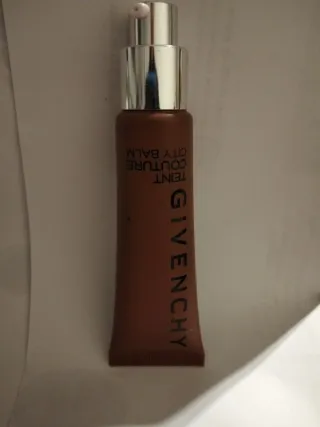 TEINT
COUTURE
CITY BALM
GIVENCHY